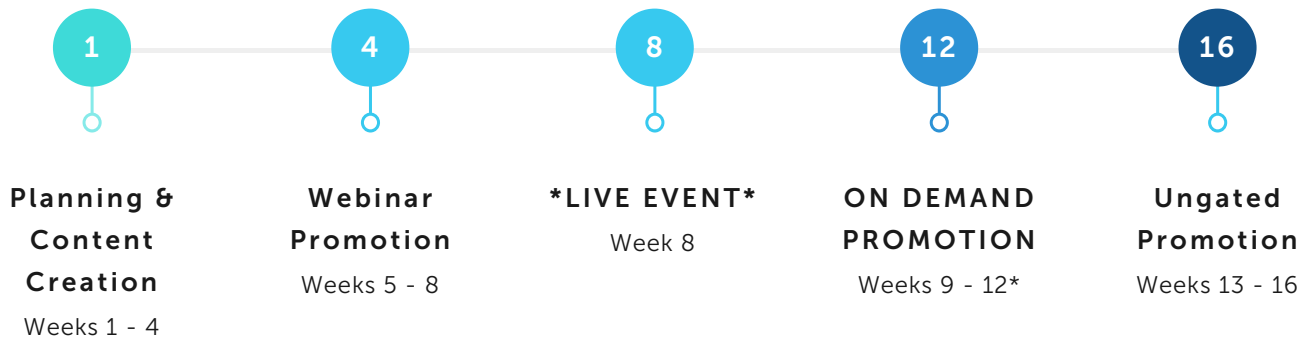 1
4
8
12
16
Planning &
Content
Creation
Weeks 1 - 4
Webinar
Promotion
Weeks 5 - 8
*LIVE EVENT*
Week 8
ON DEMAND
PROMOTION
Weeks 9 - 12*
Ungated
Promotion
Weeks 13 - 16